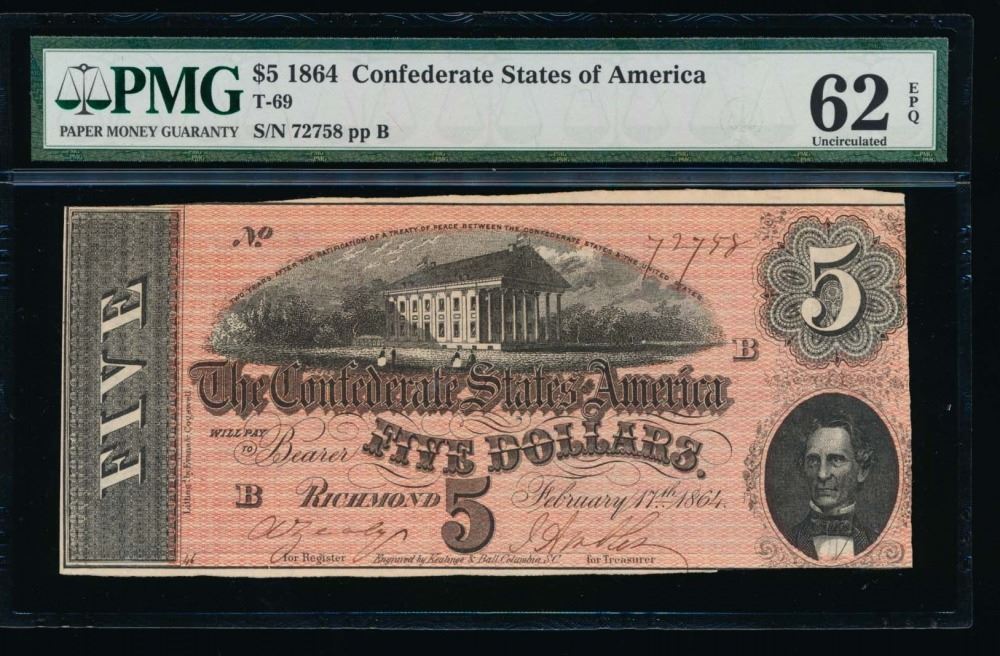 PMG
PAPER MONEY GUARANTY
$5 1864 Confederate States of America
T-69
S/N 72758 pp B
62
Uncirculated
EPQ
No
72758
TWO YEARS AFTER THE RATIFICATION OF A TREATY OF PEACE BETWEEN THE CONFEDERATE STATES & THE UNITED STATES
5
B
FIVE
The Confederate States of America
WILL PAY
TO Bearer FIVE DOLLARS.
B RICHMOND 5 February 17th. 1864.
for Register
Engraved by Keatinge & Ball, Columbia, S.C.
for Treasurer